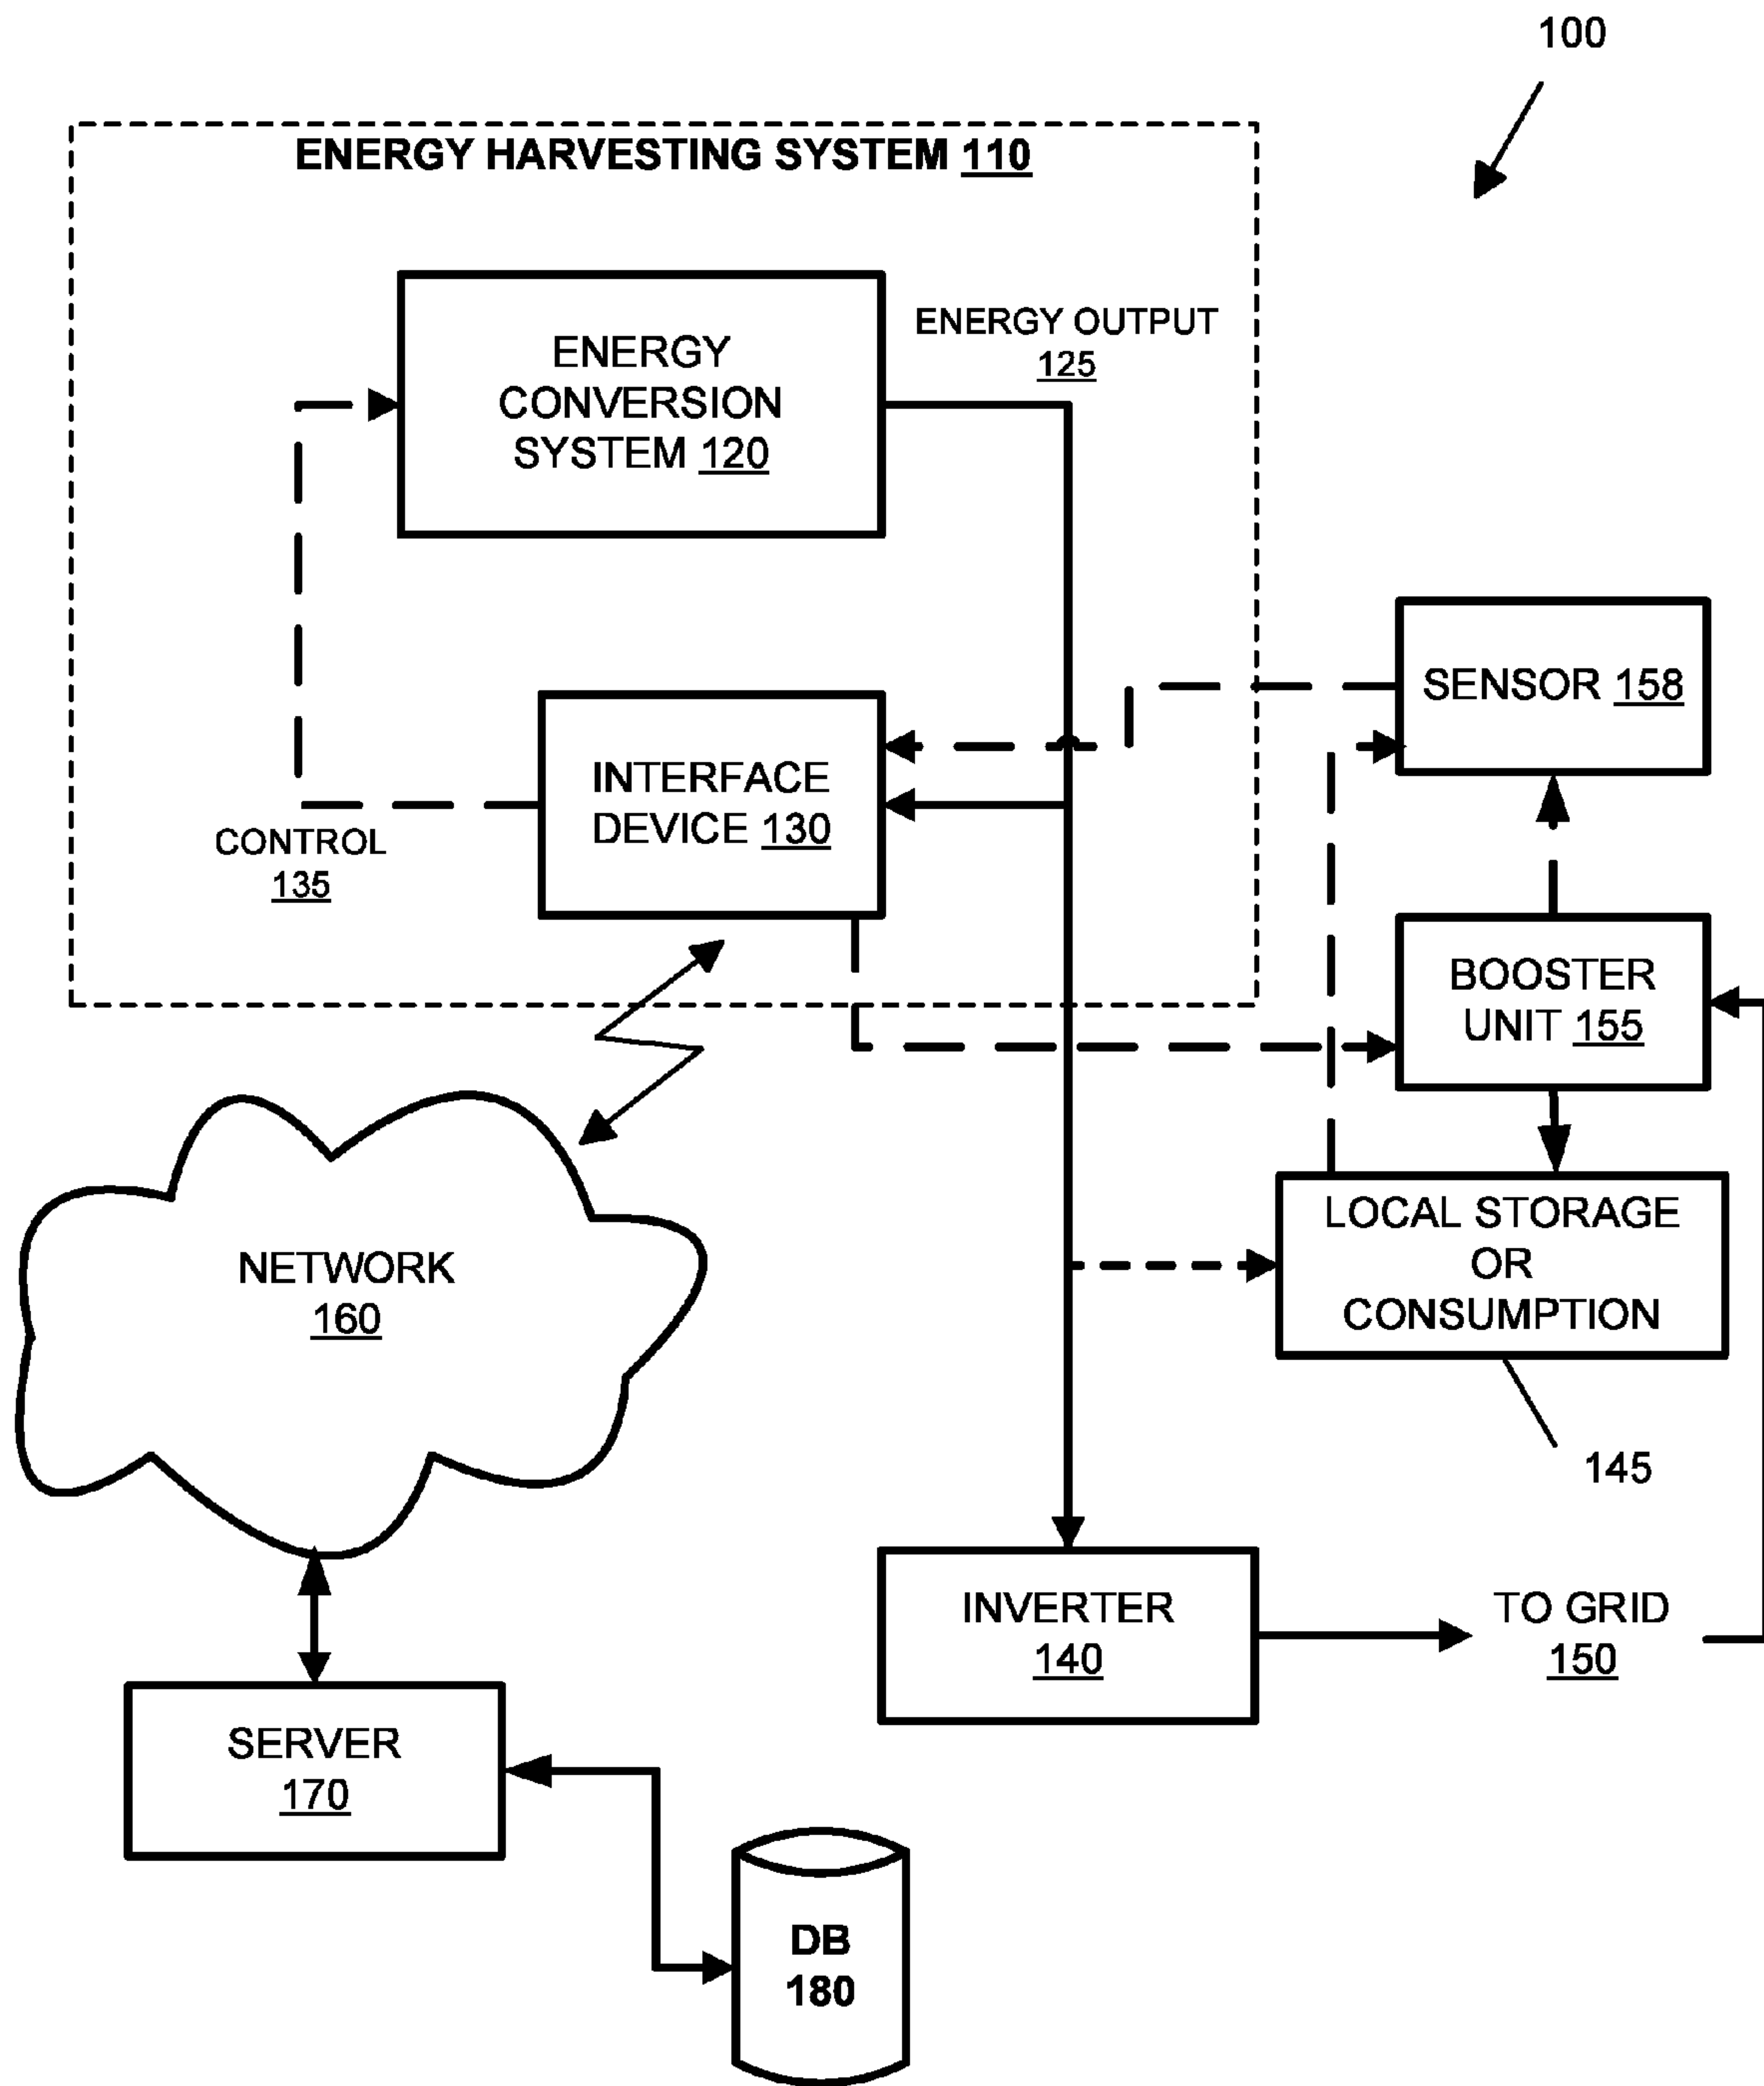 100
ENERGY HARVESTING SYSTEM 110
ENERGY
CONVERSION
SYSTEM 120
ENERGY OUTPUT
125
SENSOR 158
INTERFACE
DEVICE 130
CONTROL
135
BOOSTER
UNIT 155
LOCAL STORAGE
OR
CONSUMPTION
145
NETWORK
160
INVERTER
140
TO GRID
150
SERVER
170
DB
180